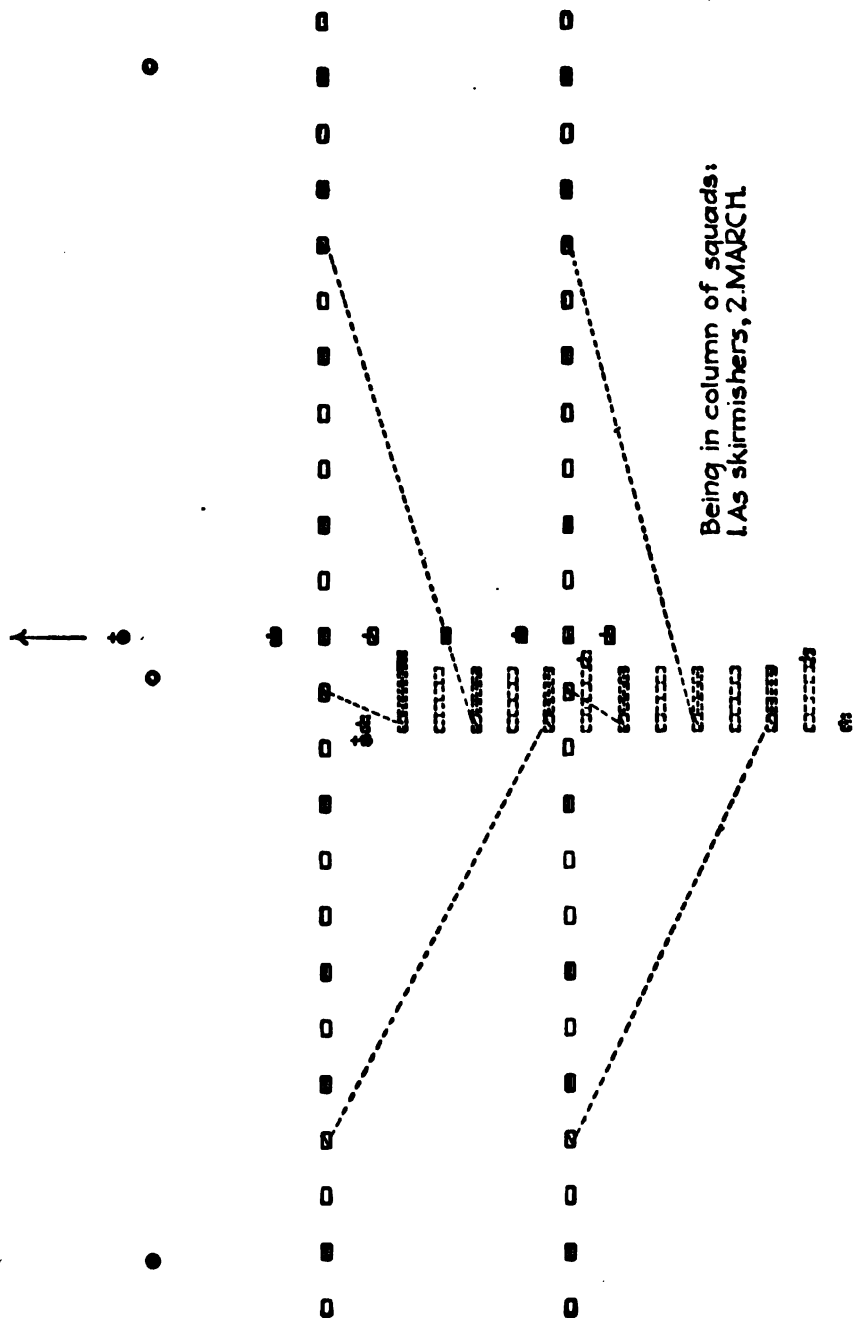 Being in column of squads:
1.As skirmishers, 2.MARCH.